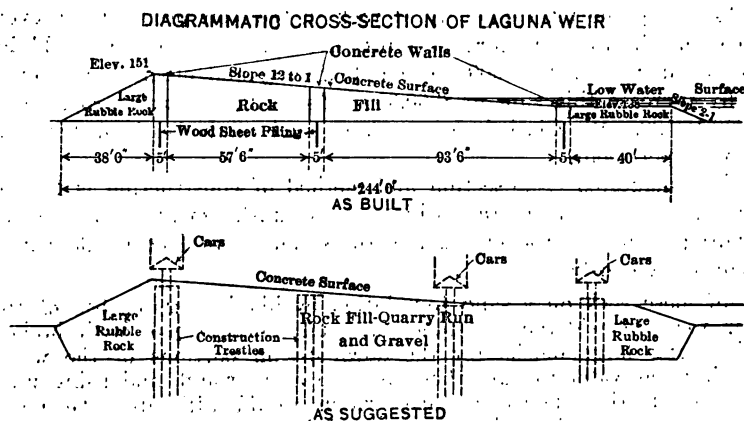 DIAGRAMMATIC CROSS-SECTION OF LAGUNA WEIR
Concrete Walls
Elev. 151
Slope 12 to 1
Concrete Surface
Low Water Surface
Large
Rubble Rock
Rock Fill
Large Rubble Rock
Slope 2-1
Wood Sheet Piling
38'0" 5' 57'6" 5' 93'6" 5' 40'
244'0"
AS BUILT
Cars
Cars
Cars
Concrete Surface
Large
Rubble
Rock
Construction
Trestles
Rock Fill-Quarry Run
and Gravel
Large
Rubble
Rock
AS SUGGESTED